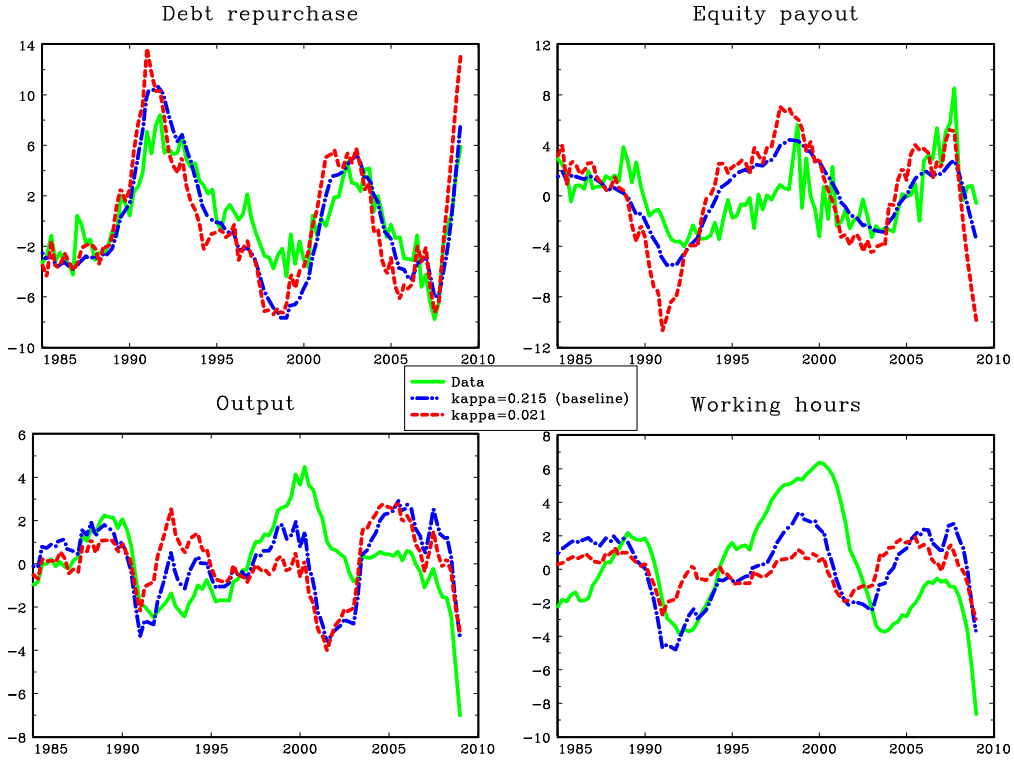 Debt repurchase
14
10
6
2
−2
−6
−10
1985 1990 1995 2000 2005 2010
Equity payout
12
8
4
0
−4
−8
−12
1985 1990 1995 2000 2005 2010
Data
kappa=0.215 (baseline)
kappa=0.021
Output
6
4
2
0
−2
−4
−6
−8
1985 1990 1995 2000 2005 2010
Working hours
8
6
4
2
0
−2
−4
−6
−8
−10
1985 1990 1995 2000 2005 2010